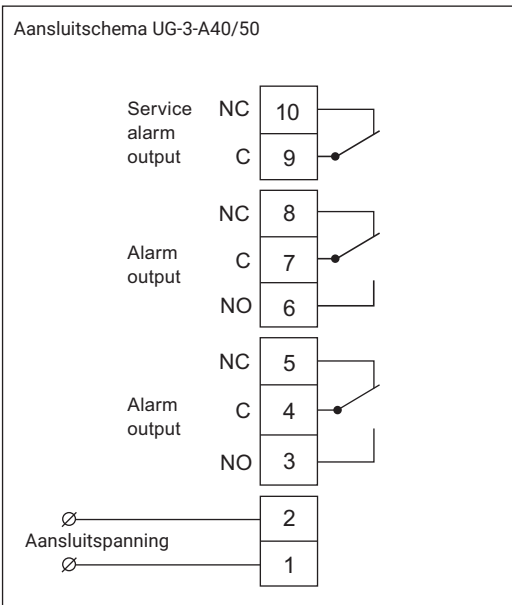 Aansluitschema UG-3-A40/50
Service NC 10
alarm
output C 9
NC 8
Alarm C 7
output
NO 6
NC 5
Alarm C 4
output
NO 3
2
Aansluitspanning
1